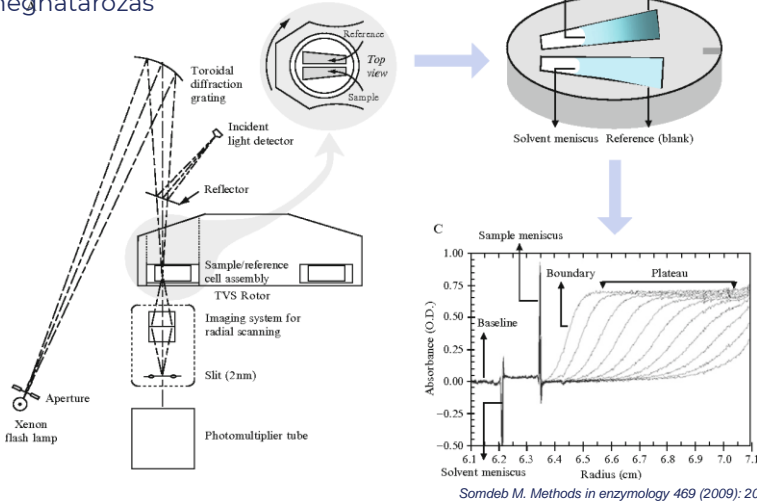 meghatározás
Toroidal
diffraction
grating
Incident
light detector
Reflector
Reference
Top
view
Sample
Sample/reference
cell assembly
TVS Rotor
Imaging system for
radial scanning
Slit (2nm)
Aperture
Xenon
flash lamp
Photomultiplier tube
Solvent meniscus Reference (blank)
C
Sample meniscus
1.00
Boundary
Plateau
0.75
0.50
Baseline
0.25
0.00
−0.25
−0.50
Absorbance (O.D.)
6.1 6.2 6.3 6.4 6.5 6.6 6.7 6.8 6.9 7.0 7.1
Solvent meniscus
Radius (cm)
Somdeb M. Methods in enzymology 469 (2009): 20